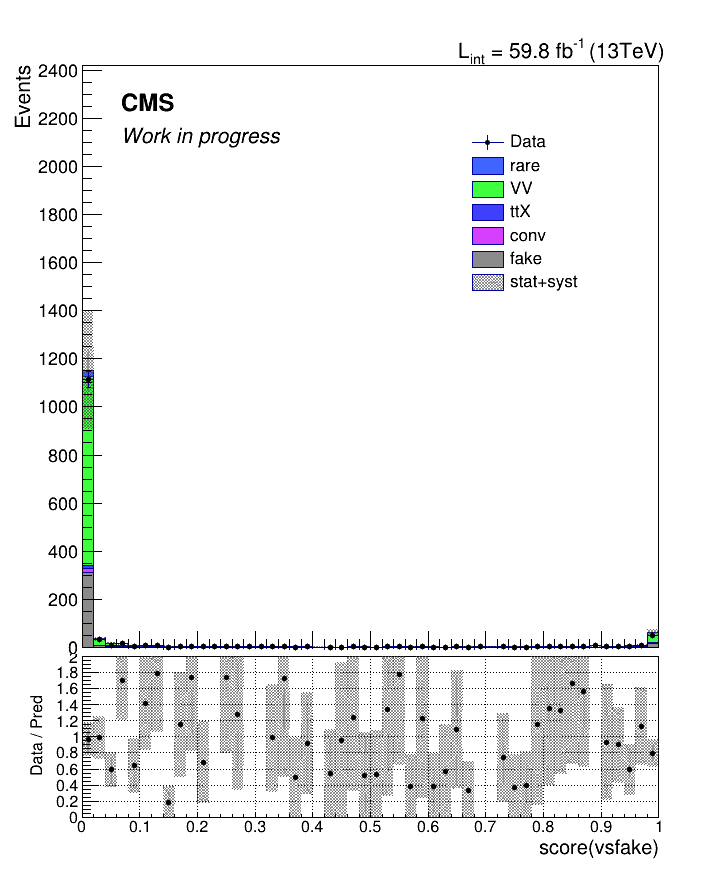 L_int = 59.8 fb^-1 (13TeV)
Events
2400
2200
2000
1800
1600
1400
1200
1000
800
600
400
200
0
CMS
Work in progress
Data
rare
VV
ttX
conv
fake
stat+syst
Data / Pred
2
1.8
1.6
1.4
1.2
1
0.8
0.6
0.4
0.2
0
0 0.1 0.2 0.3 0.4 0.5 0.6 0.7 0.8 0.9 1
score(vsfake)